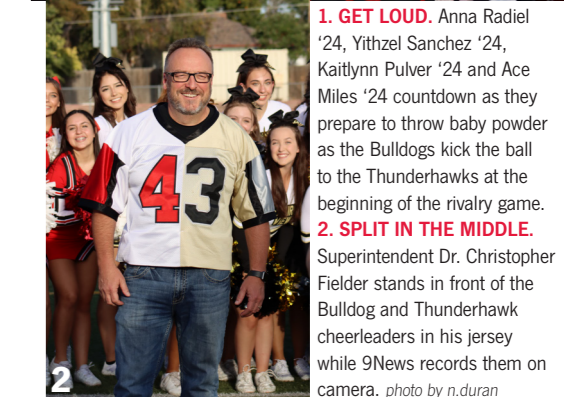 1. GET LOUD. Anna Radiel
‘24, Yithzel Sanchez ‘24,
Kaitlynn Pulver ‘24 and Ace
Miles ‘24 countdown as they
prepare to throw baby powder
as the Bulldogs kick the ball
to the Thunderhawks at the
beginning of the rivalry game.
2. SPLIT IN THE MIDDLE.
Superintendent Dr. Christopher
Fielder stands in front of the
Bulldog and Thunderhawk
cheerleaders in his jersey
while 9News records them on
camera. photo by n.duran
43
2